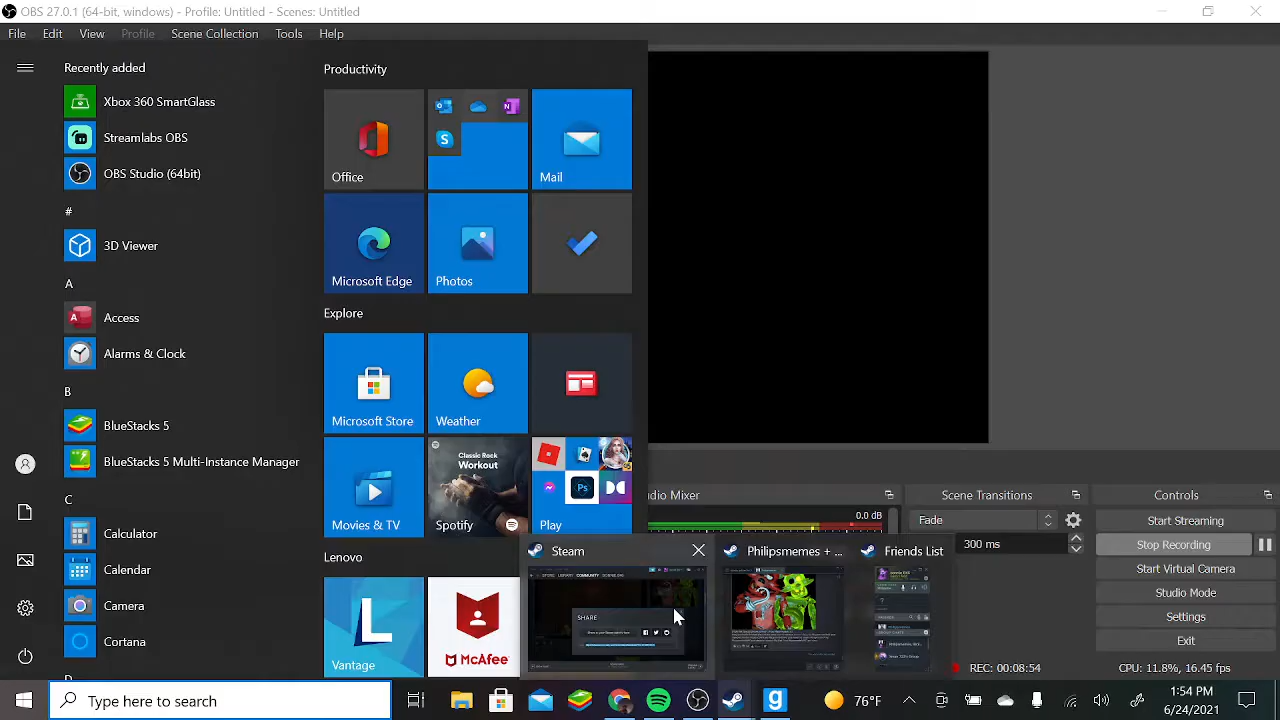 OBS 27.0.1 (64-bit, windows) - Profile: Untitled - Scenes: Untitled
File Edit View Profile Scene Collection Tools Help
Recently added
Xbox 360 SmartGlass
Streamlabs OBS
OBS Studio (64bit)
#
3D Viewer
A
Access
Alarms & Clock
B
BlueStacks 5
BlueStacks 5 Multi-Instance Manager
C
Calculator
Calendar
Camera
Cortana
Productivity
Office
Mail
Microsoft Edge
Photos
Explore
Microsoft Store
Weather
Movies & TV
Classic Rock
Workout
Spotify
Play
Lenovo
Vantage
McAfee
udio Mixer
0.0 dB
Scene Transitions
Fade
300 ms
Controls
Start Streaming
Stop Recording
Start Virtual Camera
Studio Mode
Settings
Exit
Steam
STORE LIBRARY COMMUNITY
SHARE
Philipmemes + ...
Friends List
REC: 00:08:54
CPU: 11.8%, 16.45 fps
Type here to search
76°F
1:54 PM
6/24/2021